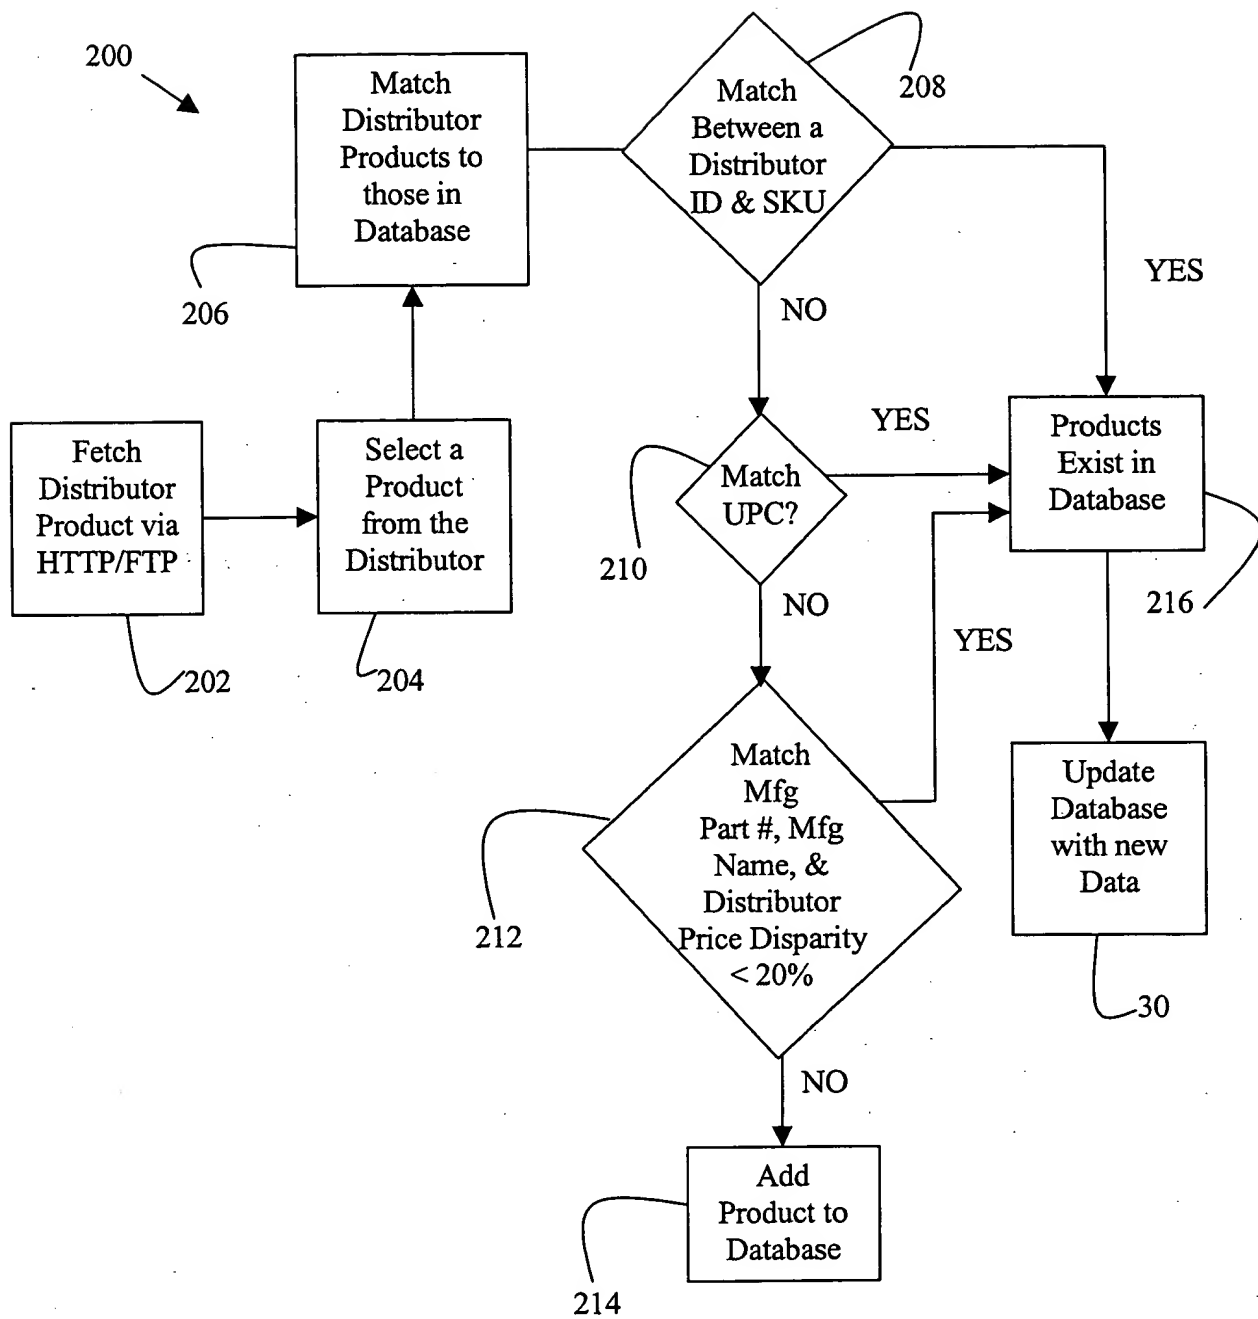 200
Match
Distributor
Products to
those in
Database
206
Match
Between a
Distributor
ID & SKU
208
YES
NO
Fetch
Distributor
Product via
HTTP/FTP
202
Select a
Product
from the
Distributor
204
Match
UPC?
210
YES
NO
Products
Exist in
Database
216
YES
Match
Mfg
Part #, Mfg
Name, &
Distributor
Price Disparity
< 20%
212
Update
Database
with new
Data
30
NO
Add
Product to
Database
214